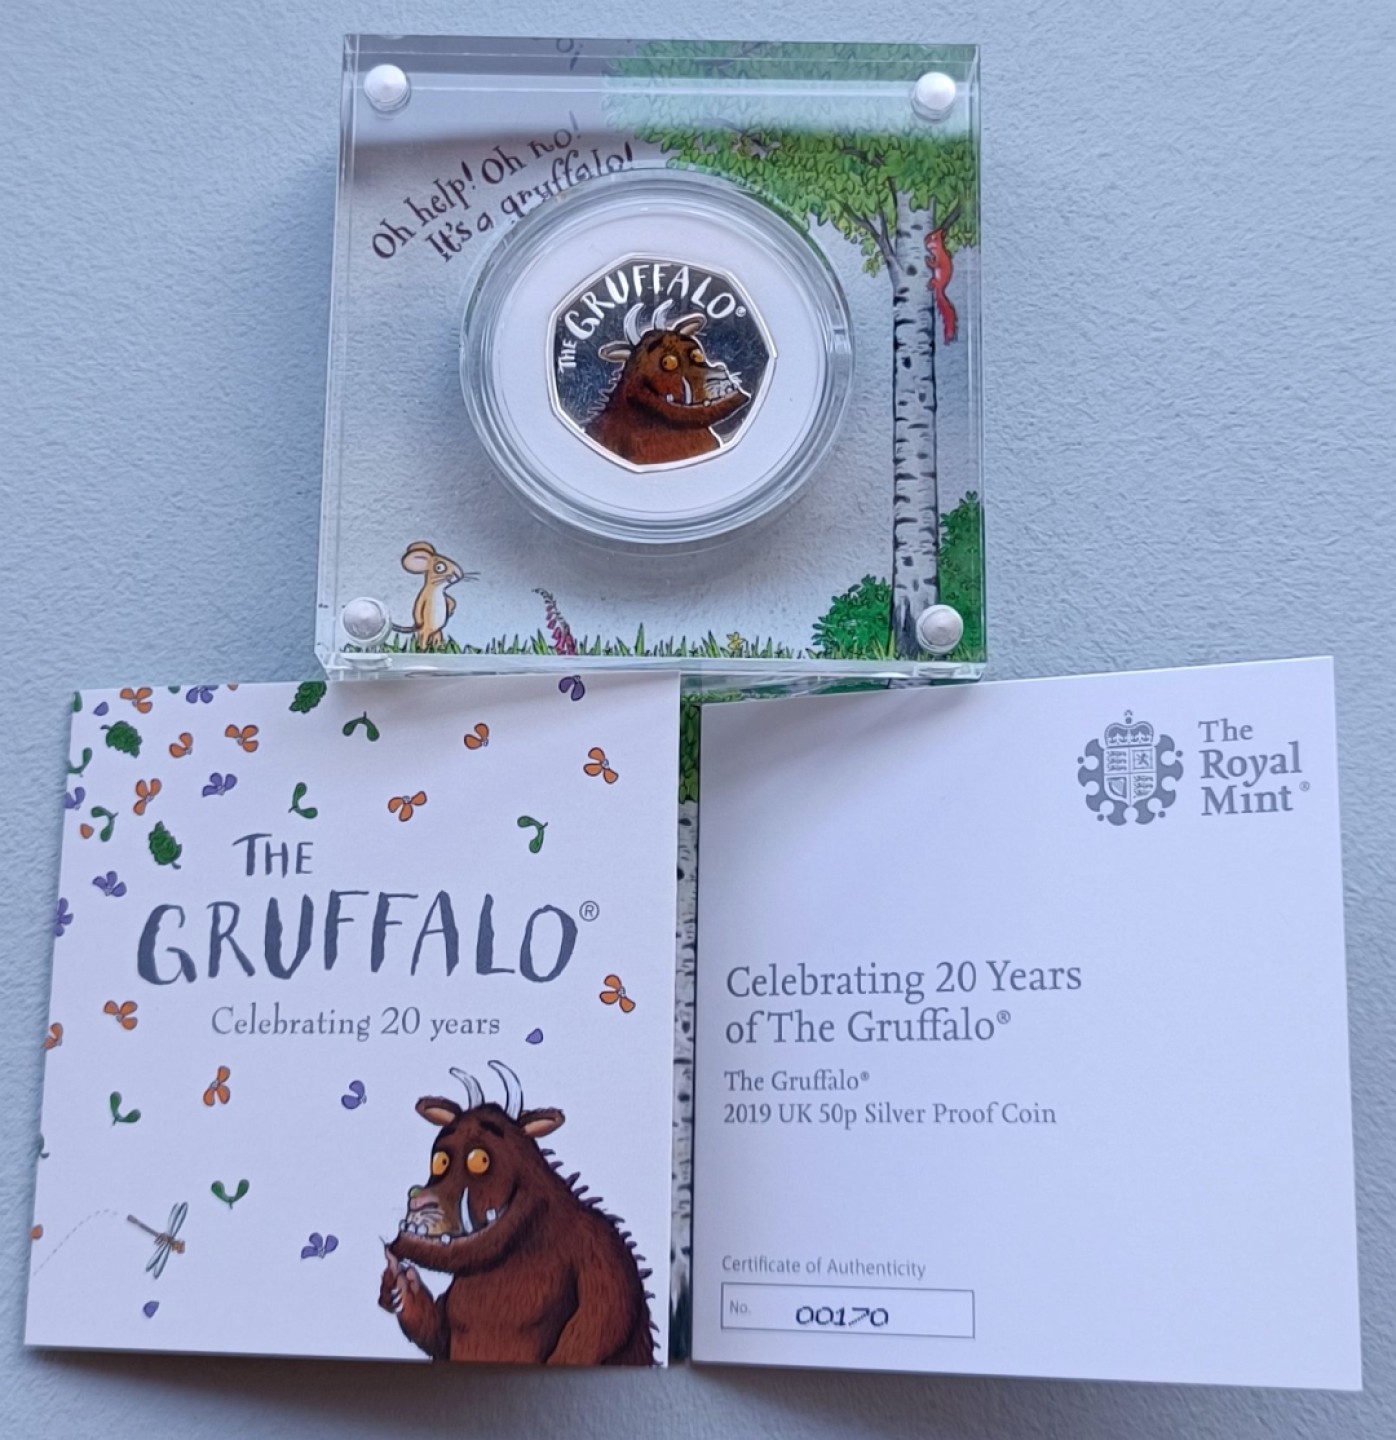 Oh help! Oh no!
It's a gruffalo!
THE GRUFFALO®
THE
GRUFFALO®
Celebrating 20 years
The
Royal
Mint®
Celebrating 20 Years
of The Gruffalo®
The Gruffalo®
2019 UK 50p Silver Proof Coin
Certificate of Authenticity
No. 00170